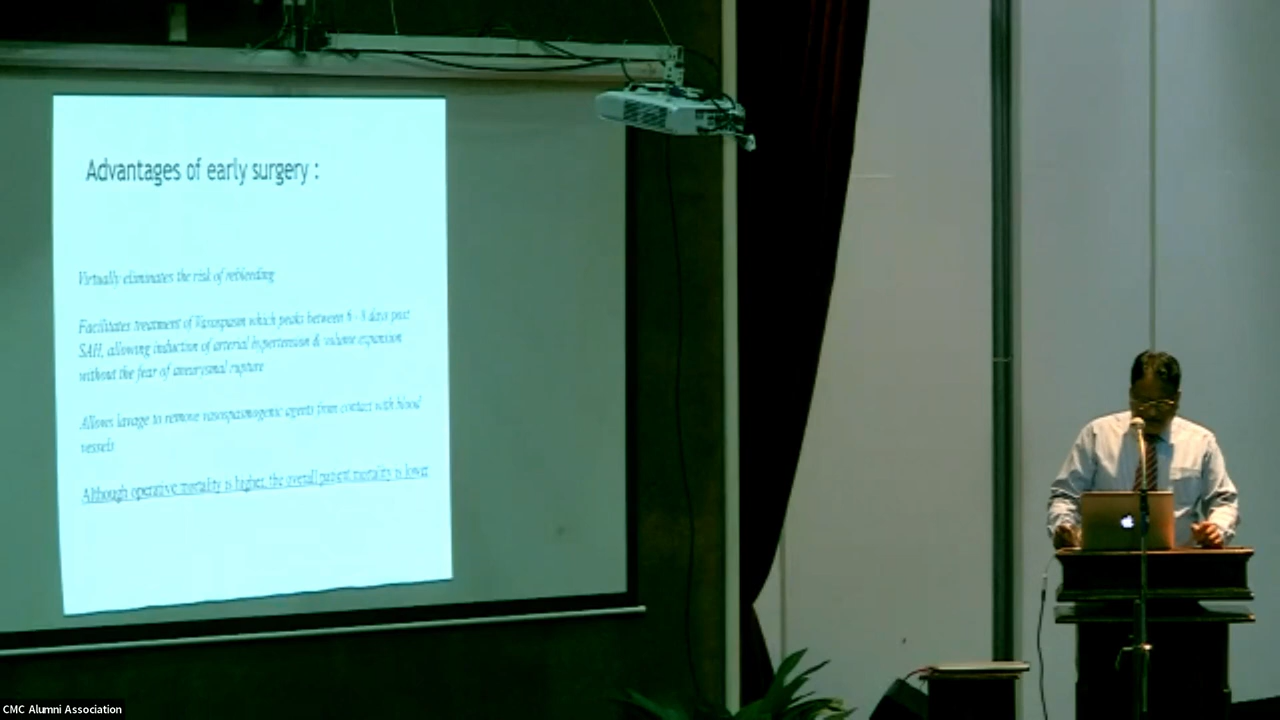 Advantages of early surgery :
Virtually eliminates the risk of rebleeding
Facilitates treatment of Vasospasm which peaks between 6 - 8 days post
SAH, allowing induction of arterial hypertension & volume expansion
without the fear of aneurysmal rupture
Allows lavage to remove vasospasmogenic agents from contact with blood
vessels
Although operative mortality is higher, the overall patient mortality is lower
CMC Alumni Association